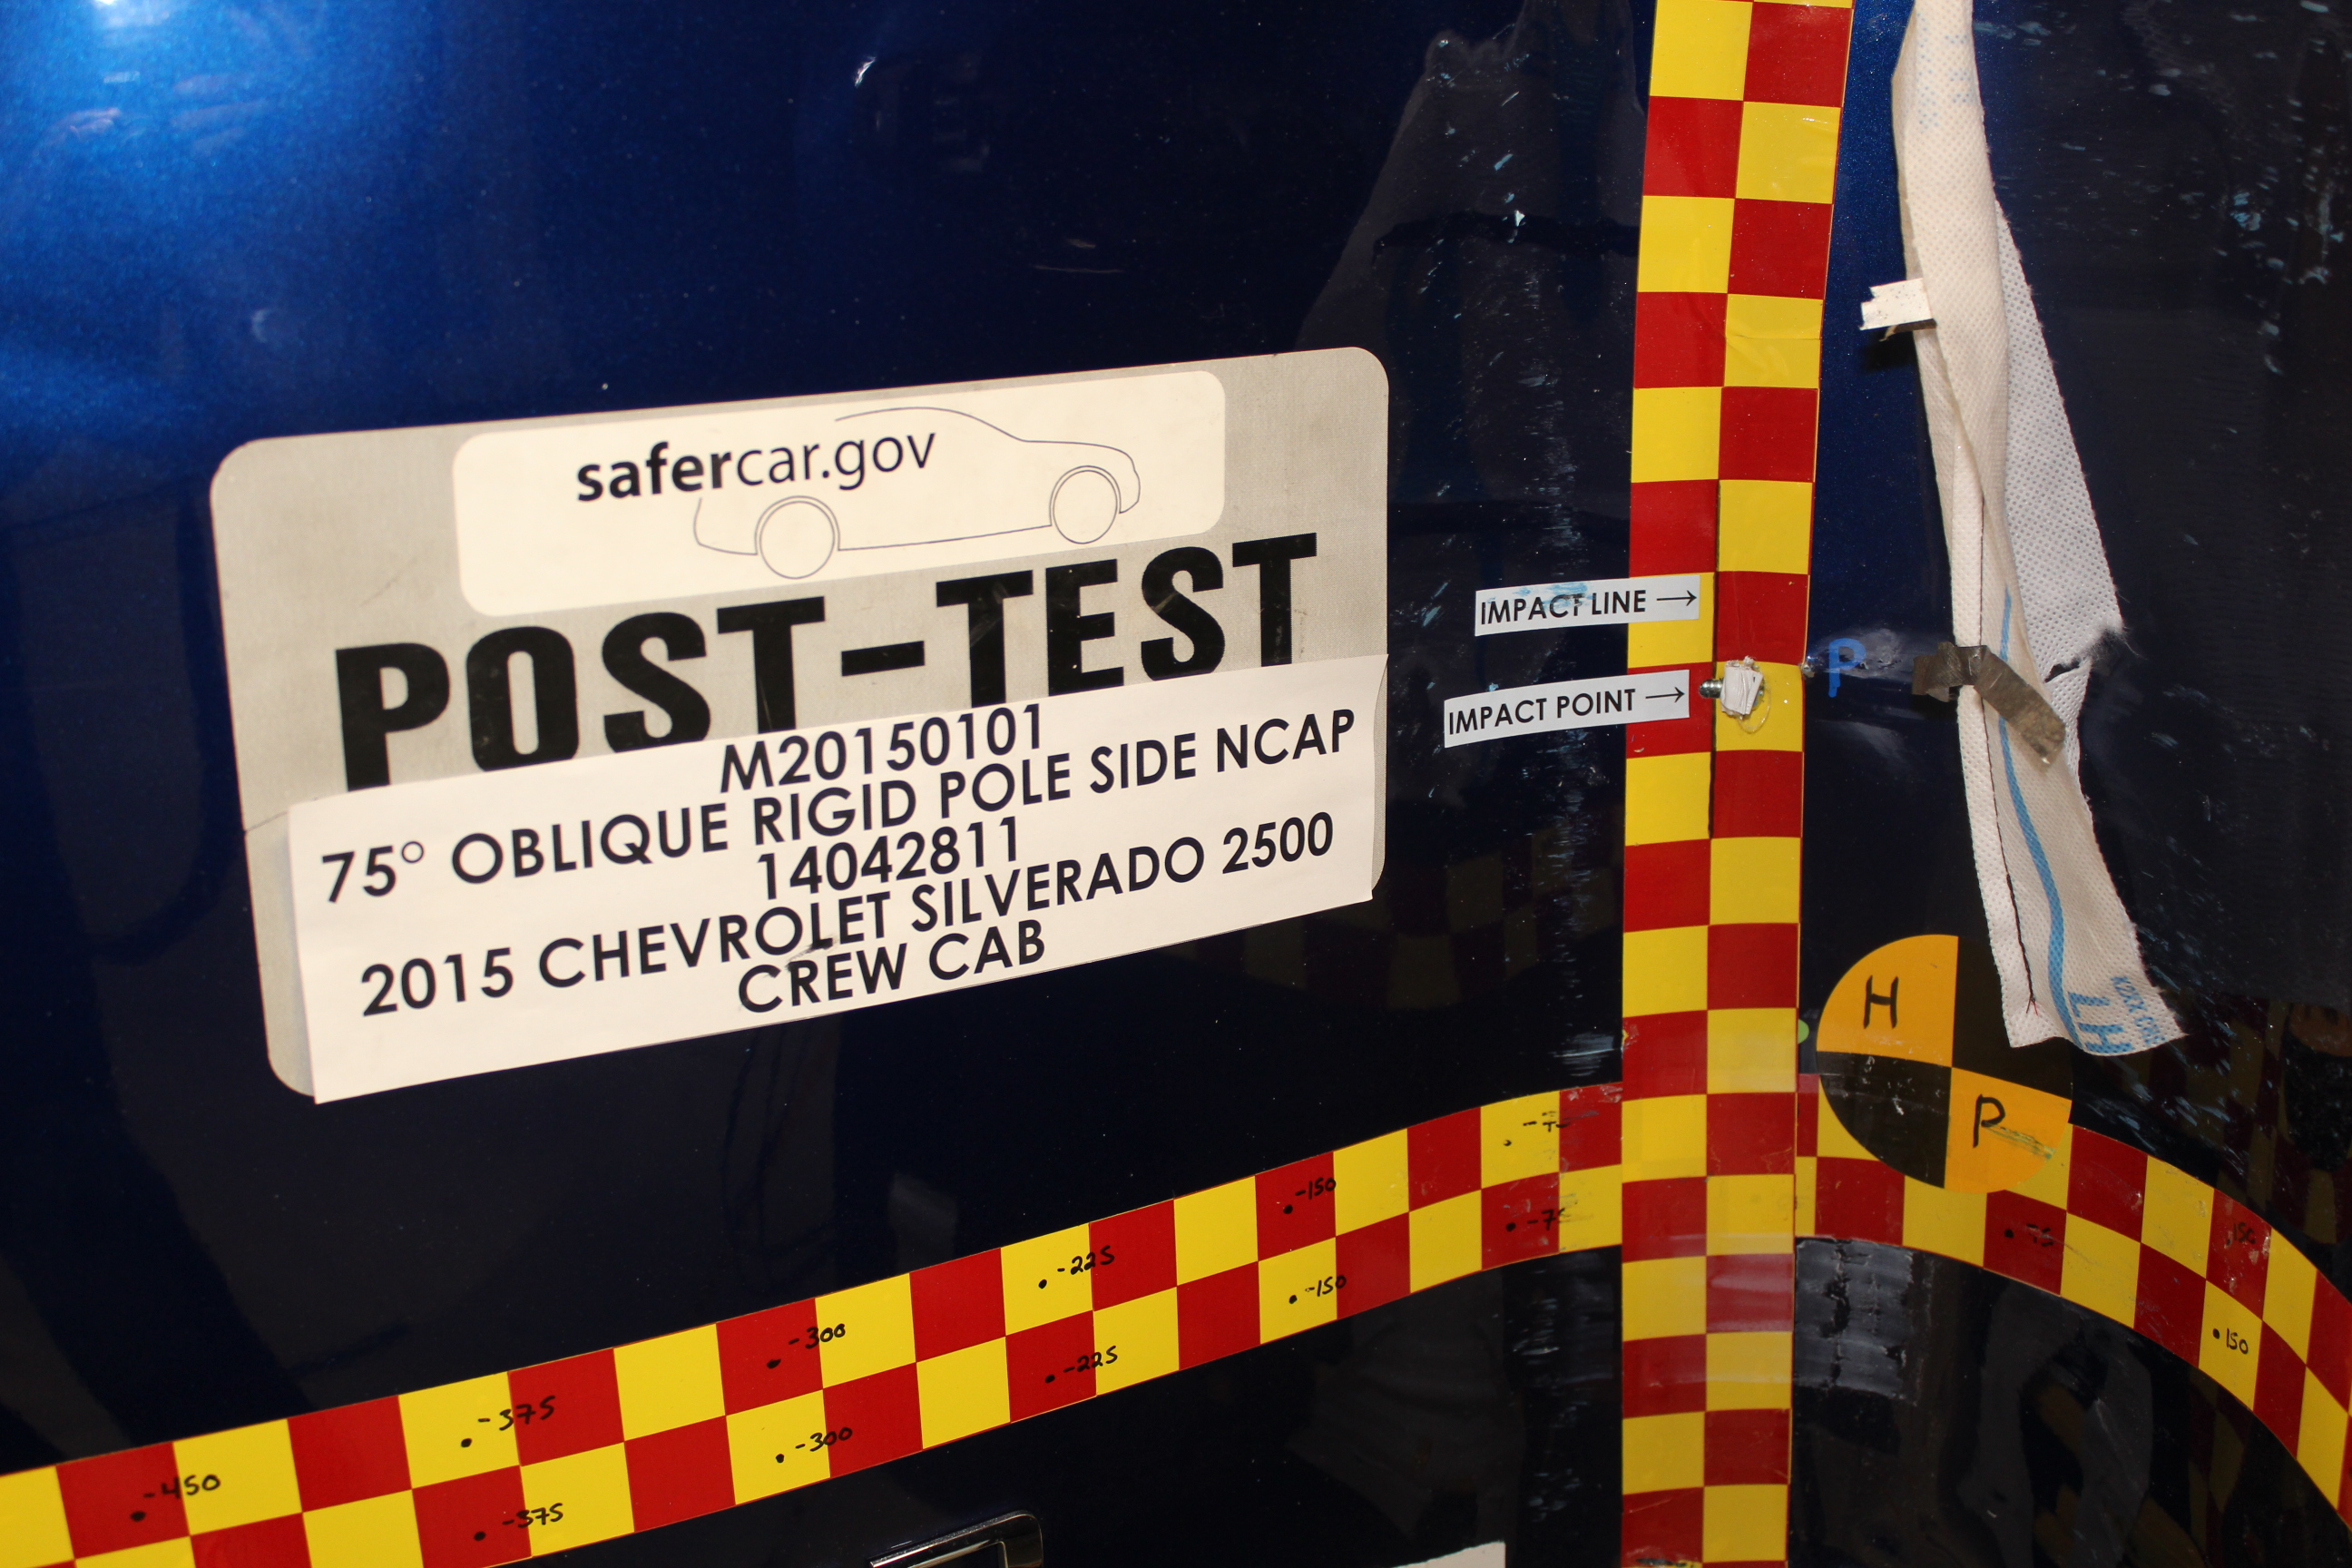 safercar.gov
POST-TEST
M20150101
75° OBLIQUE RIGID POLE SIDE NCAP
14042811
2015 CHEVROLET SILVERADO 2500
CREW CAB
IMPACT LINE →
IMPACT POINT →
P
H
P
LH
-150
-75
-150
-225
-225
-300
-300
-375
-375
-450
75
150
150